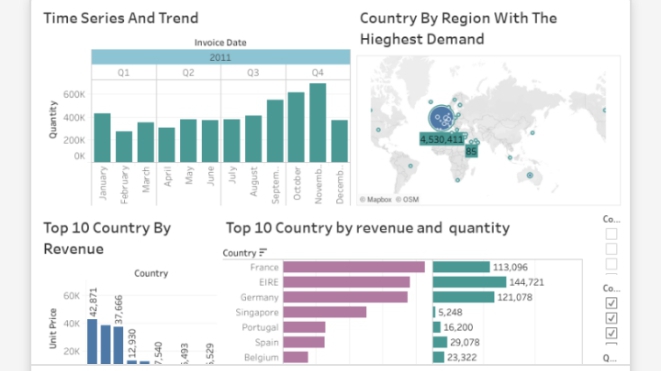 Time Series And Trend
Invoice Date
2011
Q1 Q2 Q3 Q4
600K
400K
200K
0K
Quantity
January February March April May June July August Septem.. October Novemb.. Decemb..
Country By Region With The
Hieghest Demand
4,530,411
85
© Mapbox © OSM
Top 10 Country By
Revenue
Country
60K
40K
20K
Unit Price
42,871 37,666 12,930 7,540 ,493 ,529
Top 10 Country by revenue and quantity
Country
France 113,096
EIRE 144,721
Germany 121,078
Singapore 5,248
Portugal 16,200
Spain 29,078
Belgium 23,322
Co...
Co...
Q...